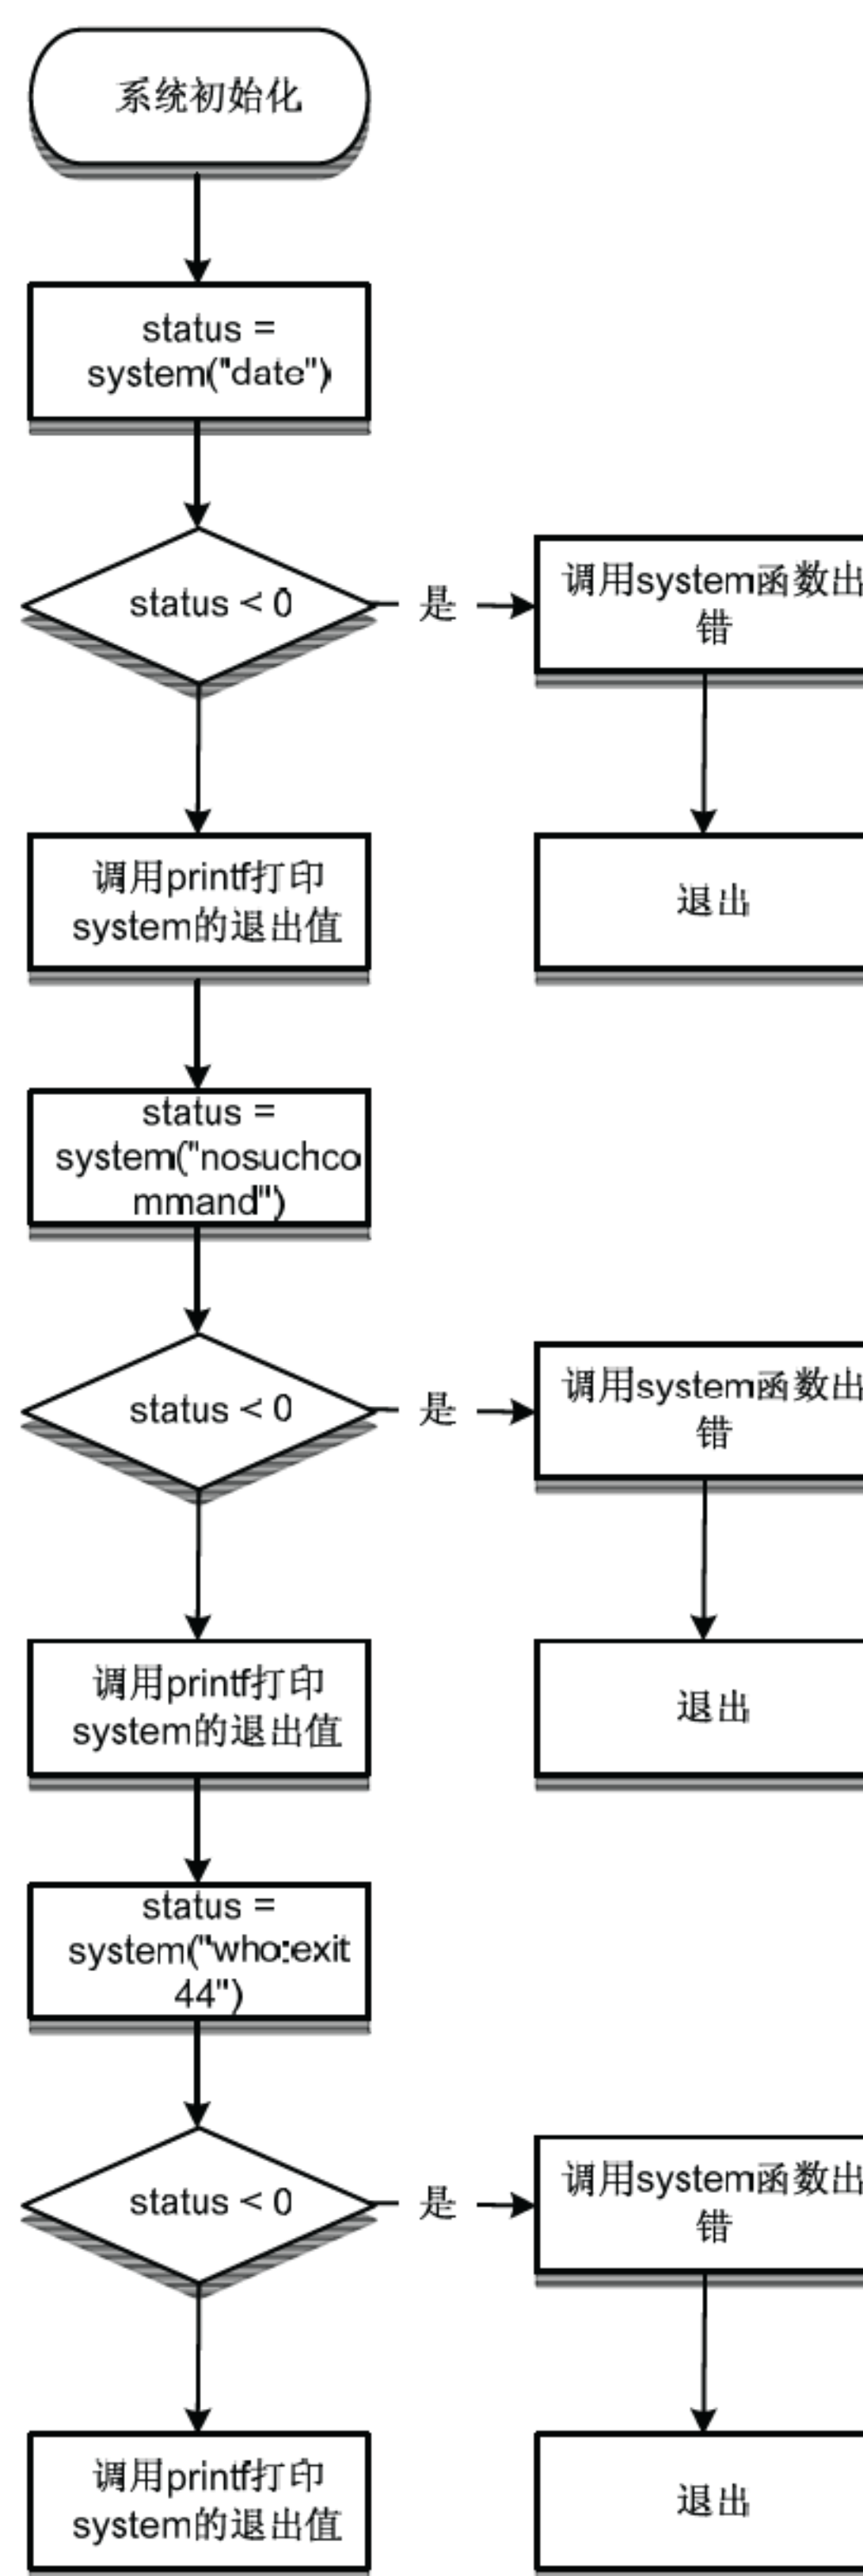 系统初始化
status =
system("date")
status < 0
是
调用system函数出
错
调用printf打印
system的退出值
退出
status =
system("nosuchco
mmand")
status < 0
是
调用system函数出
错
调用printf打印
system的退出值
退出
status =
system("who:exit
44")
status < 0
是
调用system函数出
错
调用printf打印
system的退出值
退出